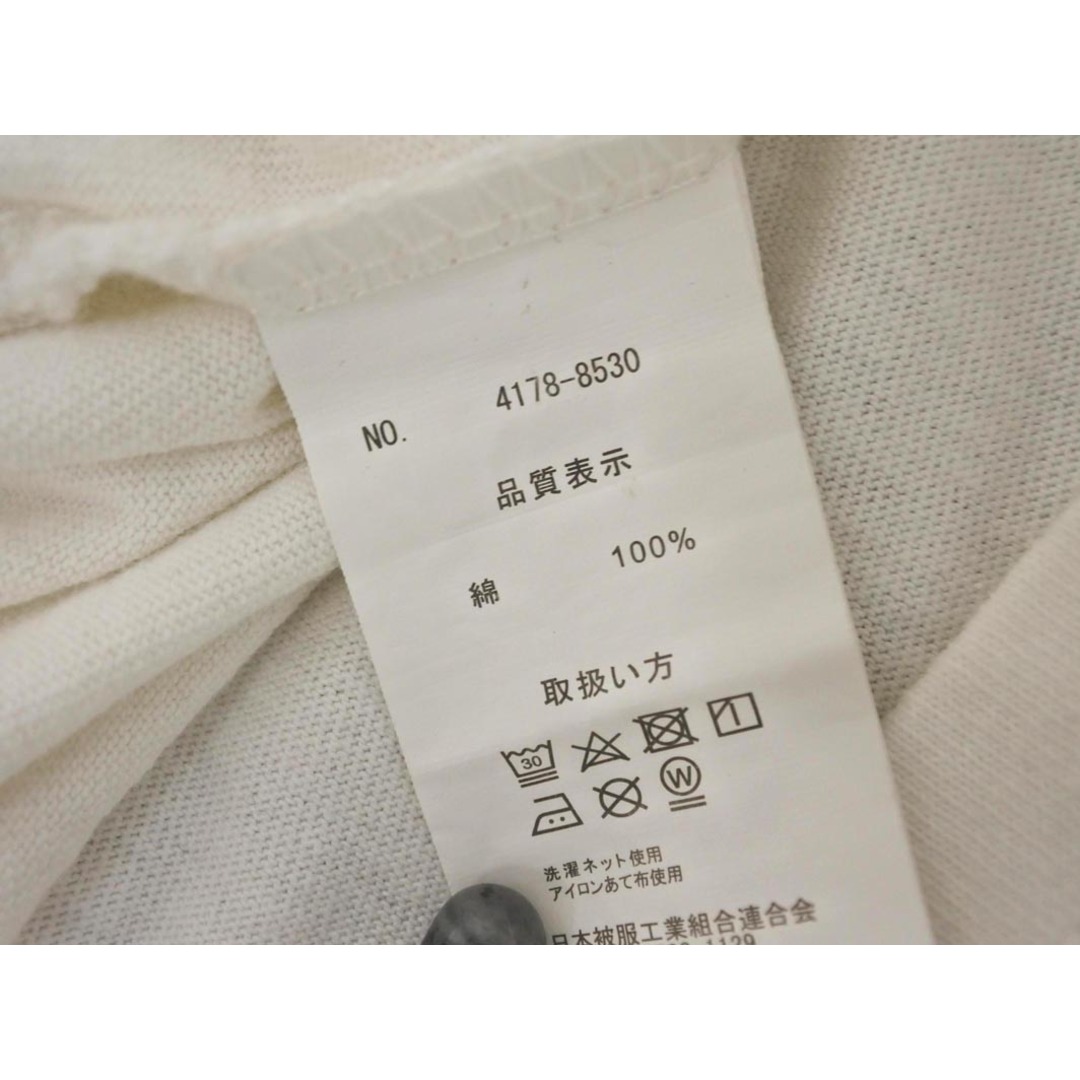 NO. 4178-8530
品質表示
綿 100%
取扱い方
30
W
洗濯ネット使用
アイロンあて布使用
日本被服工業組合連合会